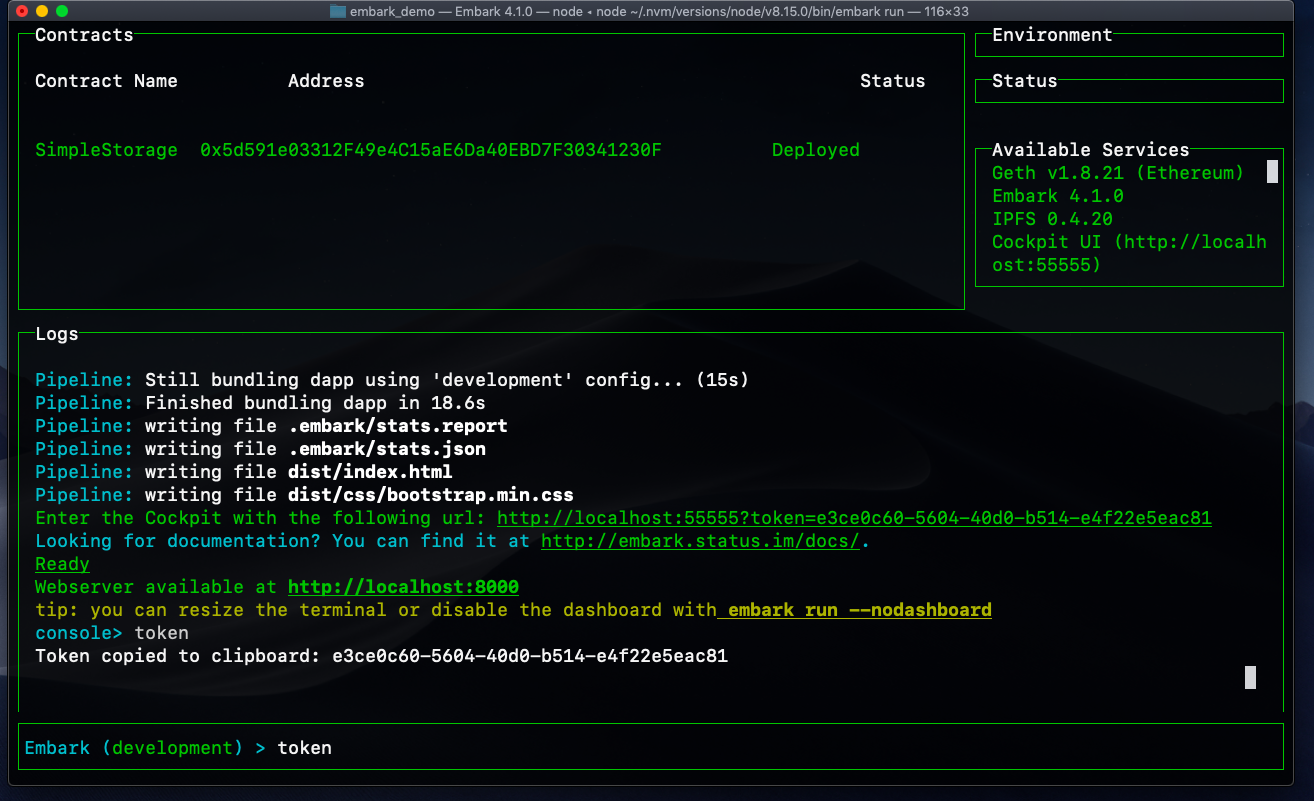 embark_demo — Embark 4.1.0 — node ◂ node ~/.nvm/versions/node/v8.15.0/bin/embark run — 116×33
Contracts
Contract Name Address Status
SimpleStorage 0x5d591e03312F49e4C15aE6Da40EBD7F30341230F Deployed
Environment
Status
Available Services
Geth v1.8.21 (Ethereum)
Embark 4.1.0
IPFS 0.4.20
Cockpit UI (http://localh
ost:55555)
Logs
Pipeline: Still bundling dapp using 'development' config... (15s)
Pipeline: Finished bundling dapp in 18.6s
Pipeline: writing file .embark/stats.report
Pipeline: writing file .embark/stats.json
Pipeline: writing file dist/index.html
Pipeline: writing file dist/css/bootstrap.min.css
Enter the Cockpit with the following url: http://localhost:55555?token=e3ce0c60-5604-40d0-b514-e4f22e5eac81
Looking for documentation? You can find it at http://embark.status.im/docs/.
Ready
Webserver available at http://localhost:8000
tip: you can resize the terminal or disable the dashboard with embark run --nodashboard
console> token
Token copied to clipboard: e3ce0c60-5604-40d0-b514-e4f22e5eac81
Embark (development) > token